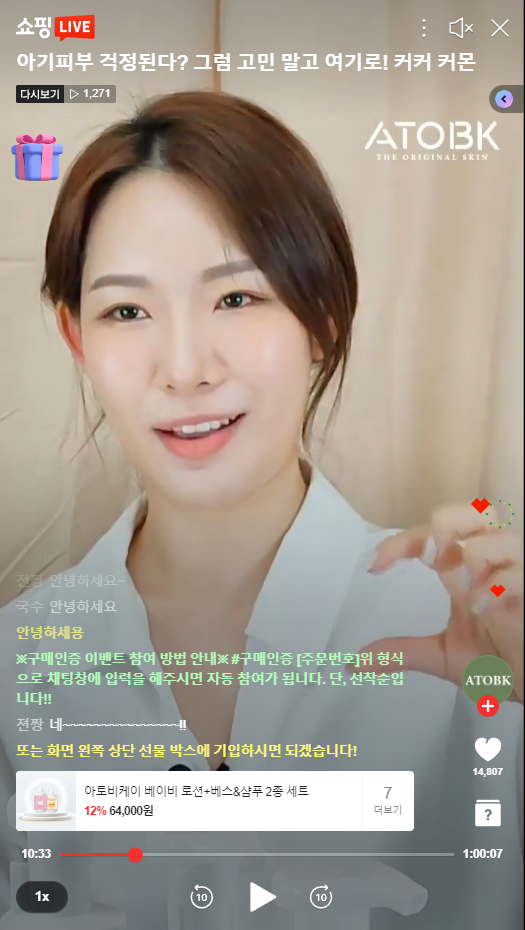 쇼핑 LIVE
아기피부 걱정된다? 그럼 고민 말고 여기로! 커커 커몬
다시보기 ▷ 1,271
ATOBK
THE ORIGINAL SKIN
전찡 안녕하세요~
국수 안녕하세요
안녕하세용
※구매인증 이벤트 참여 방법 안내※ #구매인증 [주문번호]위 형식
으로 채팅창에 입력을 해주시면 자동 참여가 됩니다. 단, 선착순입
니다!!
젼짱 네~~~~~~~~~~~~~~~~!!
또는 화면 왼쪽 상단 선물 박스에 기입하시면 되겠습니다!
ATOBK
14,807
아토비케이 베이비 로션+베스&샴푸 2종 세트
12% 64,000원
7
더보기
10:33
1:00:07
1x
10
10